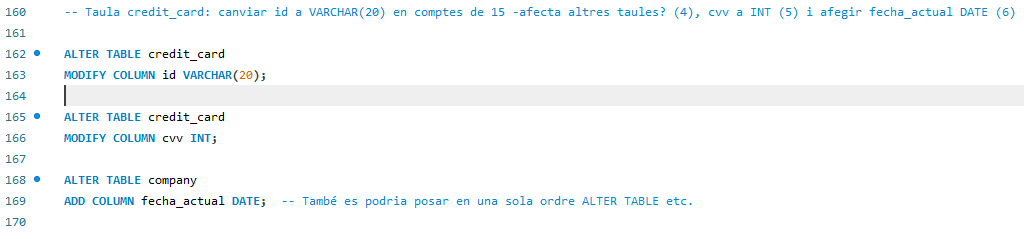 160 -- Taula credit_card: canviar id a VARCHAR(20) en comptes de 15 -afecta altres taules? (4), cvv a INT (5) i afegir fecha_actual DATE (6)
161
162 ALTER TABLE credit_card
163 MODIFY COLUMN id VARCHAR(20);
164
165 ALTER TABLE credit_card
166 MODIFY COLUMN cvv INT;
167
168 ALTER TABLE company
169 ADD COLUMN fecha_actual DATE; -- També es podria posar en una sola ordre ALTER TABLE etc.
170